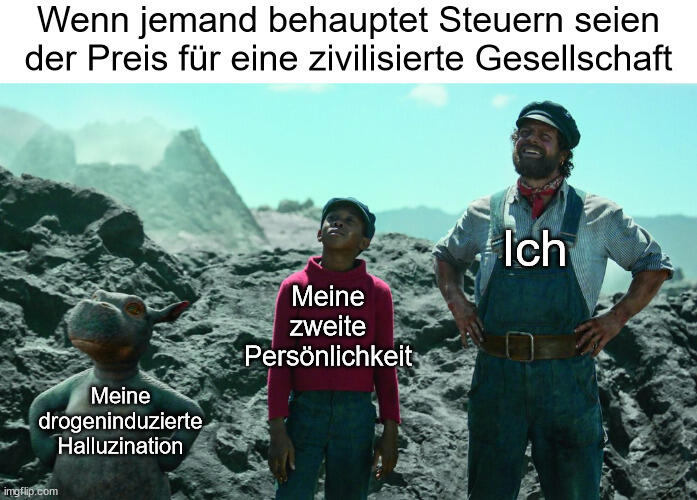 Wenn jemand behauptet Steuern seien
der Preis für eine zivilisierte Gesellschaft
Ich
Meine
zweite
Persönlichkeit
Meine
drogeninduzierte
Halluzination
imgflip.com